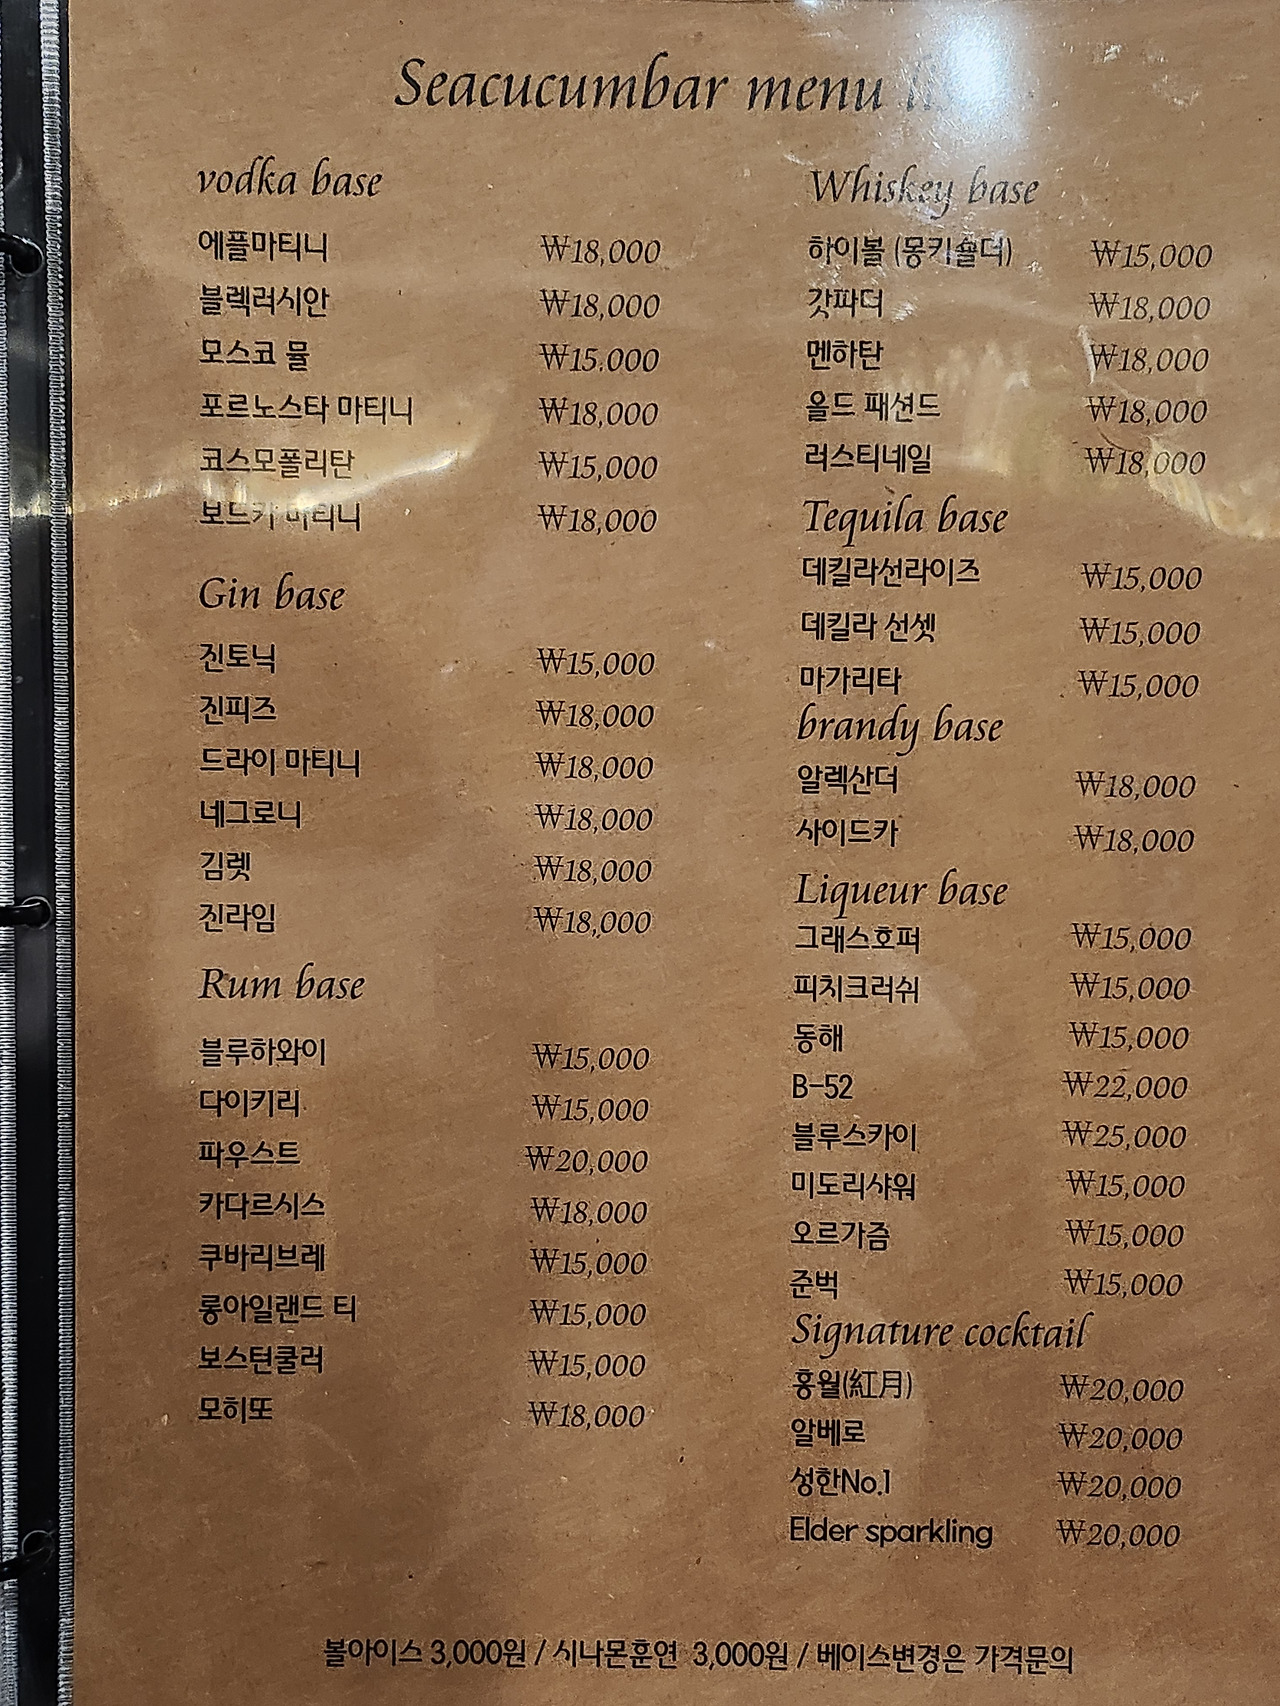 Seacucumbar menu
vodka base
에플마티니 ₩18,000
블렉러시안 ₩18,000
모스코 뮬 ₩15.000
포르노스타 마티니 ₩18,000
코스모폴리탄 ₩15,000
보드카 마티니 ₩18,000
Gin base
진토닉 ₩15,000
진피즈 ₩18,000
드라이 마티니 ₩18,000
네그로니 ₩18,000
김렛 ₩18,000
진라임 ₩18,000
Rum base
블루하와이 ₩15,000
다이키리 ₩15,000
파우스트 ₩20,000
카다르시스 ₩18,000
쿠바리브레 ₩15,000
롱아일랜드 티 ₩15,000
보스턴쿨러 ₩15,000
모히또 ₩18,000
Whiskey base
하이볼 (몽키숄더) ₩15,000
갓파더 ₩18,000
멘하탄 ₩18,000
올드 패션드 ₩18,000
러스티네일 ₩18,000
Tequila base
데킬라선라이즈 ₩15,000
데킬라 선셋 ₩15,000
마가리타 ₩15,000
brandy base
알렉산더 ₩18,000
사이드카 ₩18,000
Liqueur base
그래스호퍼 ₩15,000
피치크러쉬 ₩15,000
동해 ₩15,000
B-52 ₩22,000
블루스카이 ₩25,000
미도리샤워 ₩15,000
오르가즘 ₩15,000
준벅 ₩15,000
Signature cocktail
홍월(紅月) ₩20,000
알베로 ₩20,000
성한No.1 ₩20,000
Elder sparkling ₩20,000
볼아이스 3,000원 / 시나몬훈연 3,000원 / 베이스변경은 가격문의